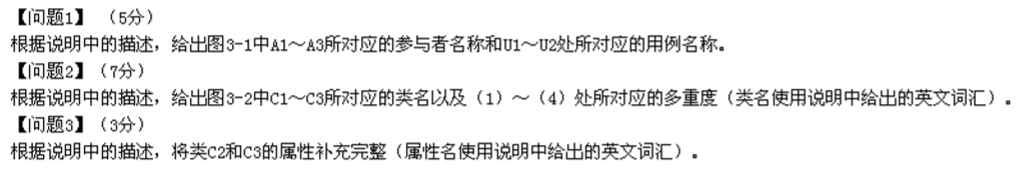 【问题1】 （5分）
根据说明中的描述，给出图3-1中A1～A3所对应的参与者名称和U1～U2处所对应的用例名称。
【问题2】（7分）
根据说明中的描述，给出图3-2中C1～C3所对应的类名以及（1）～（4）处所对应的多重度（类名使用说明中给出的英文词汇）。
【问题3】（3分）
根据说明中的描述，将类C2和C3的属性补充完整（属性名使用说明中给出的英文词汇）。